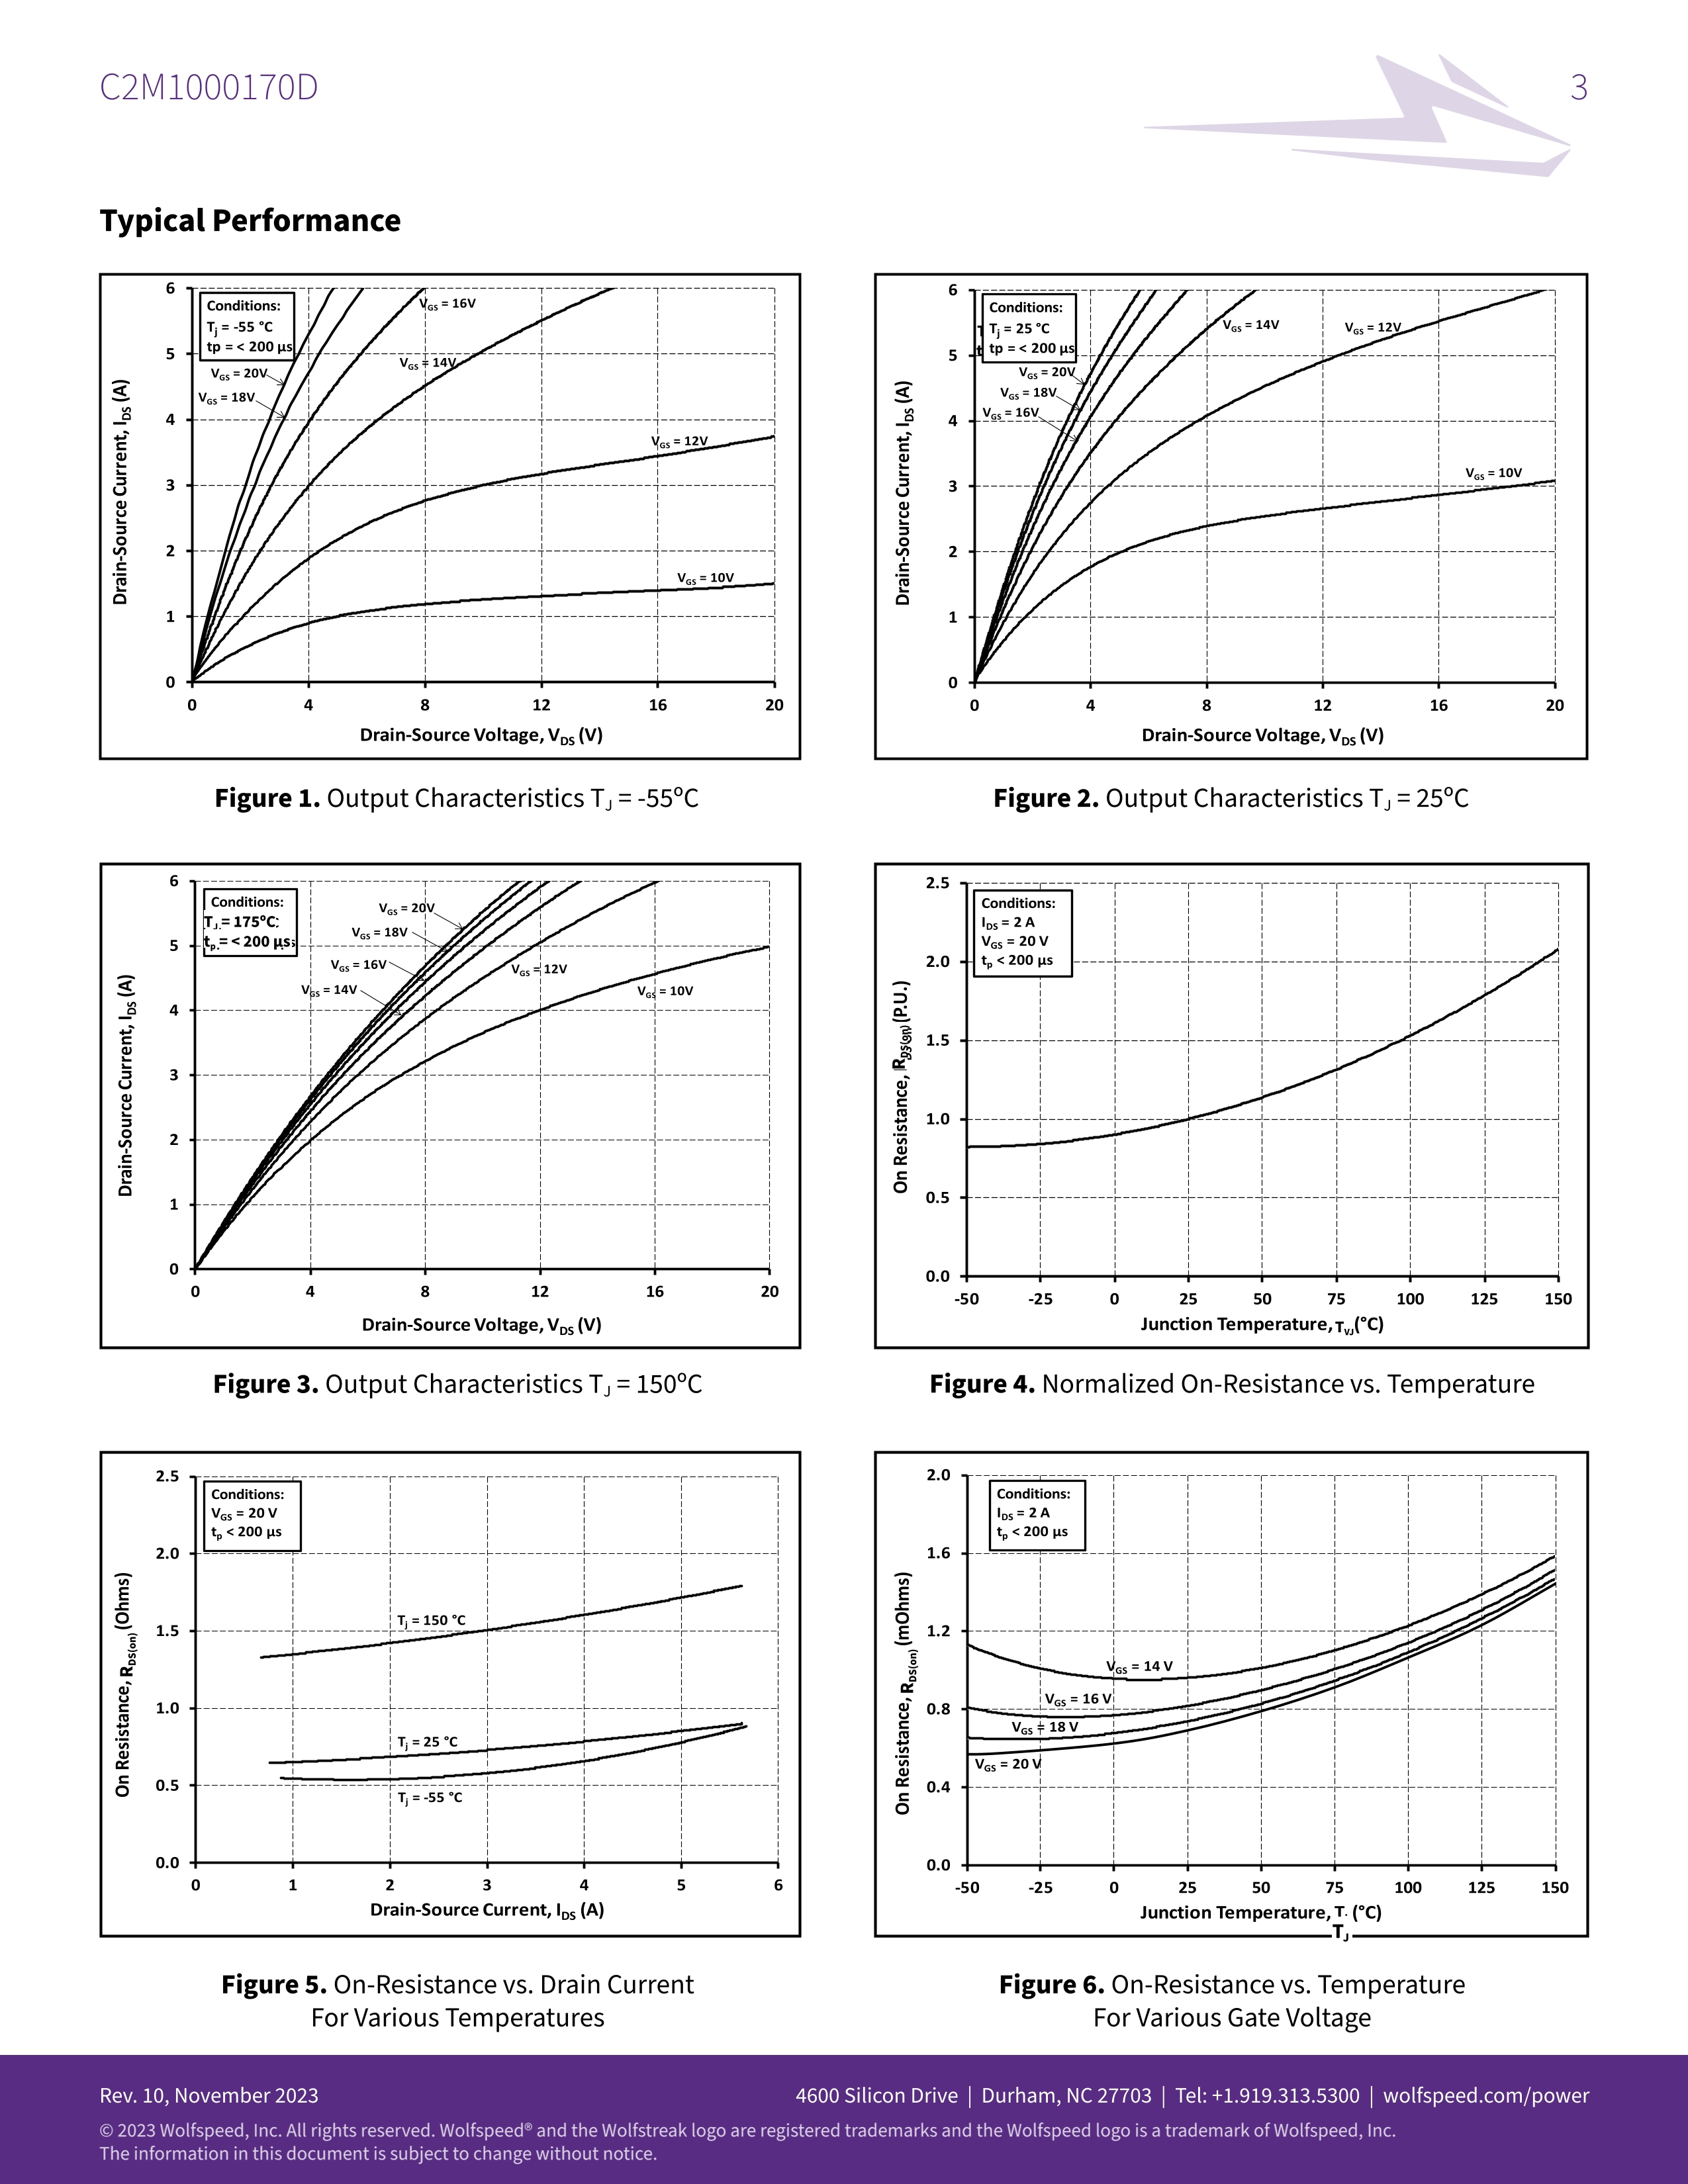 C2M1000170D
3
Typical Performance
6
5
4
3
2
1
0
0 4 8 12 16 20
Drain-Source Current, IDS (A)
Drain-Source Voltage, VDS (V)
Conditions:
Tj = -55 °C
tp = < 200 µs
VGS = 20V
VGS = 18V
VGS = 16V
VGS = 14V
VGS = 12V
VGS = 10V
Figure 1. Output Characteristics TJ = -55ºC
6
5
4
3
2
1
0
0 4 8 12 16 20
Drain-Source Current, IDS (A)
Drain-Source Voltage, VDS (V)
Conditions:
Tj = 25 °C
tp = < 200 µs
VGS = 20V
VGS = 18V
VGS = 16V
VGS = 14V
VGS = 12V
VGS = 10V
Figure 2. Output Characteristics TJ = 25ºC
6
5
4
3
2
1
0
0 4 8 12 16 20
Drain-Source Current, IDS (A)
Drain-Source Voltage, VDS (V)
Conditions:
TJ = 175°C
tp = < 200 µs
VGS = 20V
VGS = 18V
VGS = 16V
VGS = 14V
VGS = 12V
VGS = 10V
Figure 3. Output Characteristics TJ = 150ºC
2.5
2.0
1.5
1.0
0.5
0.0
-50 -25 0 25 50 75 100 125 150
On Resistance, RDS(on) (P.U.)
Junction Temperature, TVJ (°C)
Conditions:
IDS = 2 A
VGS = 20 V
tp < 200 µs
Figure 4. Normalized On-Resistance vs. Temperature
2.5
2.0
1.5
1.0
0.5
0.0
0 1 2 3 4 5 6
On Resistance, RDS(on) (Ohms)
Drain-Source Current, IDS (A)
Conditions:
VGS = 20 V
tp < 200 µs
Tj = 150 °C
Tj = 25 °C
Tj = -55 °C
Figure 5. On-Resistance vs. Drain Current
For Various Temperatures
2.0
1.6
1.2
0.8
0.4
0.0
-50 -25 0 25 50 75 100 125 150
On Resistance, RDS(on) (mOhms)
Junction Temperature, TJ (°C)
Conditions:
IDS = 2 A
tp < 200 µs
VGS = 14 V
VGS = 16 V
VGS = 18 V
VGS = 20 V
Figure 6. On-Resistance vs. Temperature
For Various Gate Voltage
Rev. 10, November 2023
4600 Silicon Drive | Durham, NC 27703 | Tel: +1.919.313.5300 | wolfspeed.com/power
© 2023 Wolfspeed, Inc. All rights reserved. Wolfspeed® and the Wolfstreak logo are registered trademarks and the Wolfspeed logo is a trademark of Wolfspeed, Inc.
The information in this document is subject to change without notice.